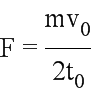 F = mv₀ / 2t₀